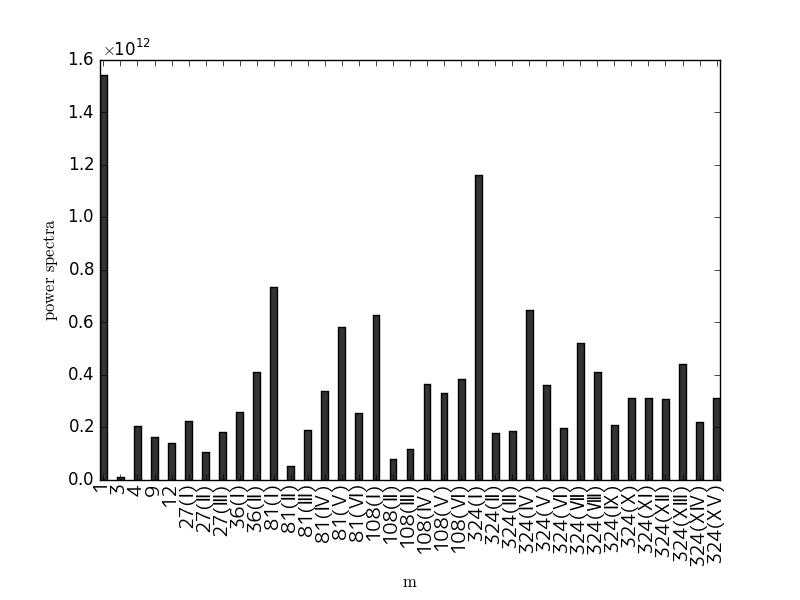 ×10¹²
1.6
1.4
1.2
1.0
0.8
0.6
0.4
0.2
0.0
power spectra
1
3
4
9
12
27(I)
27(II)
27(III)
36(I)
36(II)
81(I)
81(II)
81(III)
81(IV)
81(V)
81(VI)
108(I)
108(II)
108(III)
108(IV)
108(V)
108(VI)
324(I)
324(II)
324(III)
324(IV)
324(V)
324(VI)
324(VII)
324(VIII)
324(IX)
324(X)
324(XI)
324(XII)
324(XIII)
324(XIV)
324(XV)
m